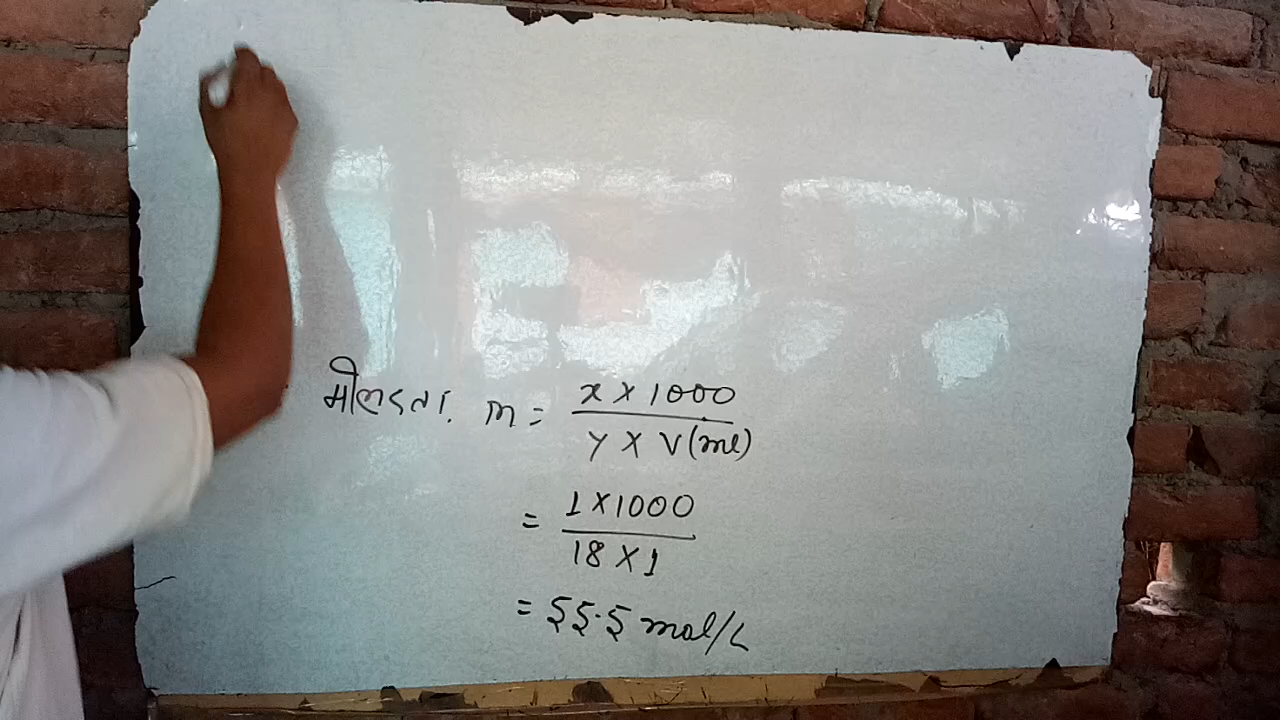 मोलरता. m = x X 1000 / y X V(ml)
= 1 X 1000 / 18 X 1
= 55.5 mol/L